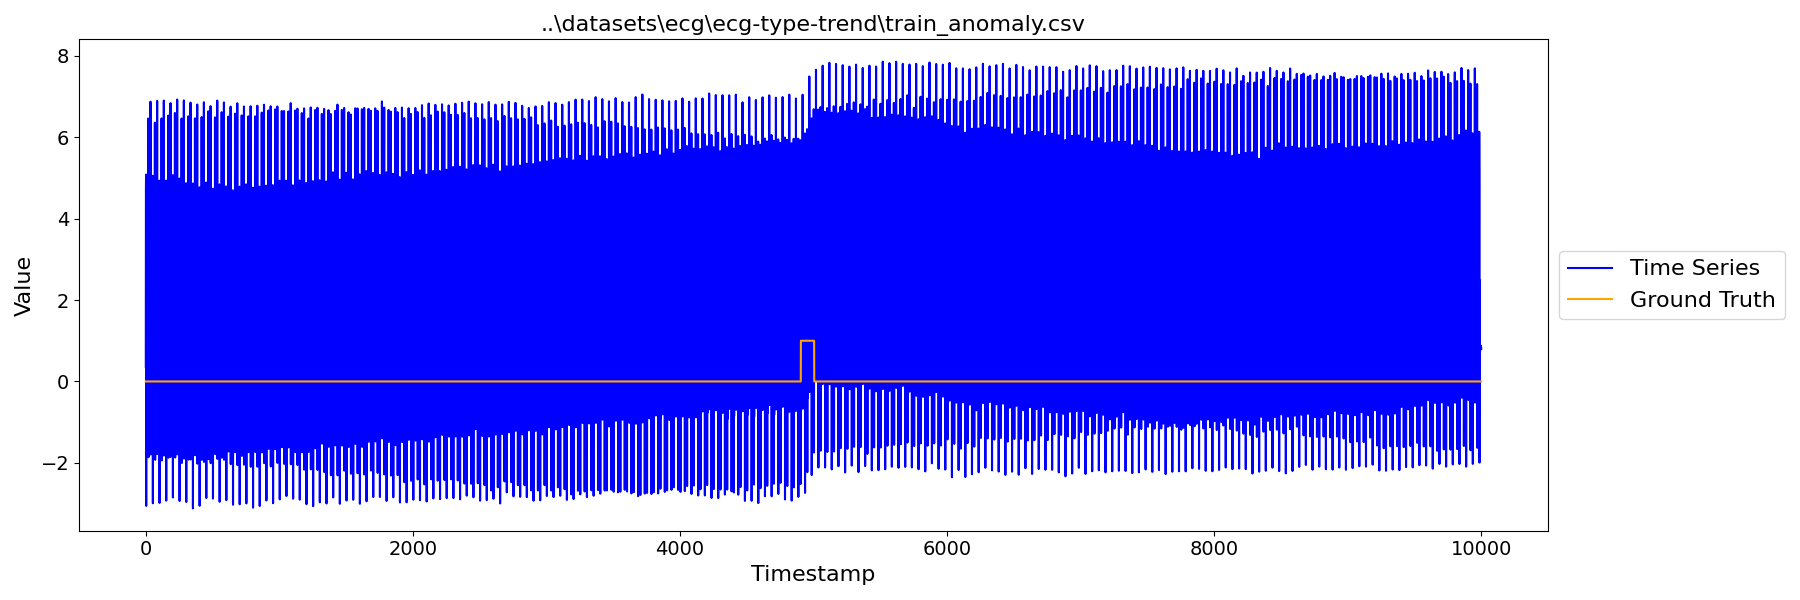 ..\datasets\ecg\ecg-type-trend\train_anomaly.csv
8
6
4
2
0
−2
Value
0 2000 4000 6000 8000 10000
Timestamp
Time Series
Ground Truth